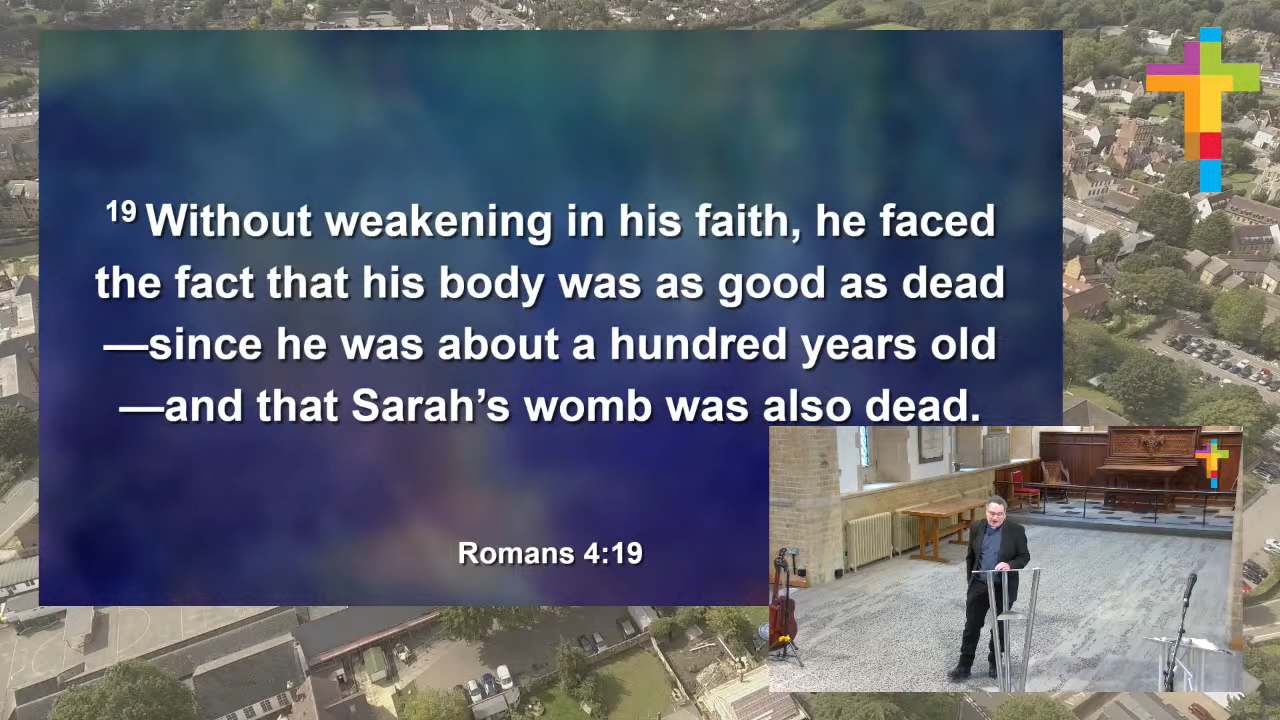 19 Without weakening in his faith, he faced
the fact that his body was as good as dead
—since he was about a hundred years old
—and that Sarah’s womb was also dead.
Romans 4:19